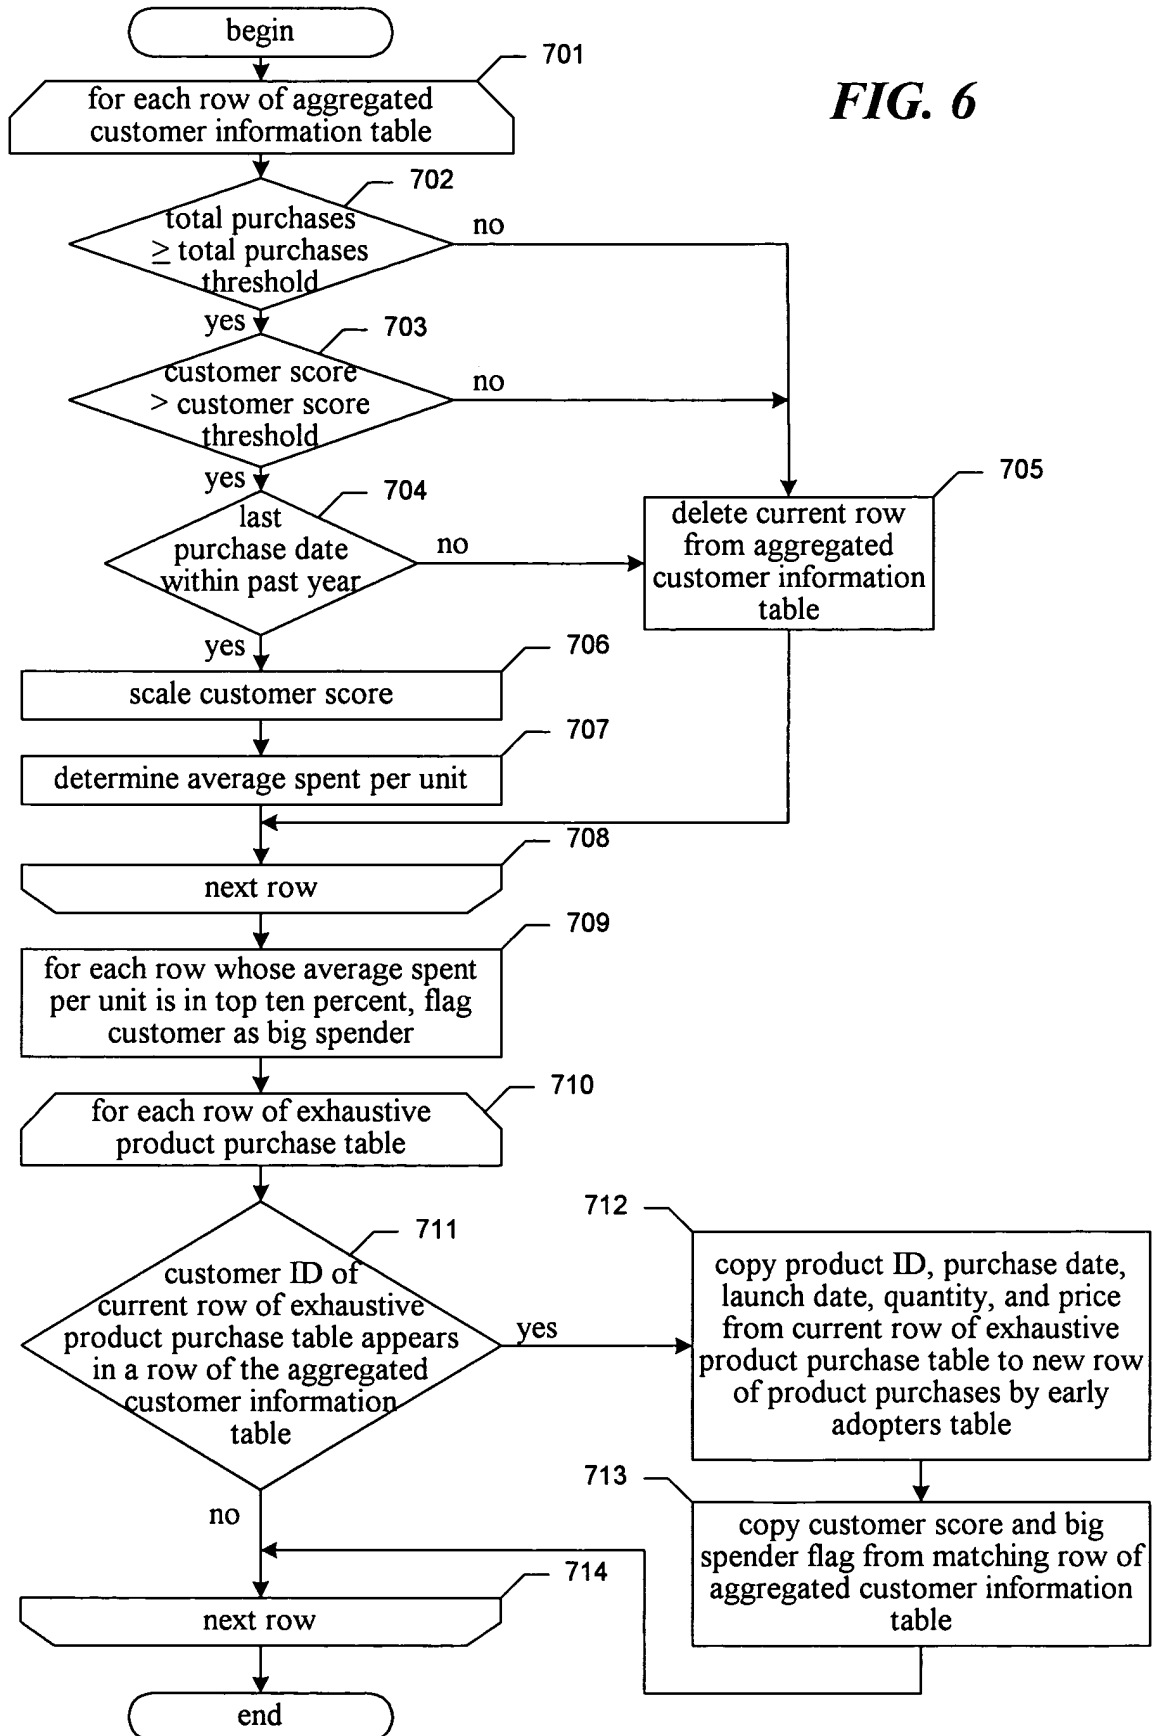 begin
701
for each row of aggregated
customer information table
FIG. 6
702
total purchases
≥ total purchases
threshold
no
yes
703
customer score
> customer score
threshold
no
yes
704
last
purchase date
within past year
no
705
delete current row
from aggregated
customer information
table
yes
706
scale customer score
707
determine average spent per unit
708
next row
709
for each row whose average spent
per unit is in top ten percent, flag
customer as big spender
710
for each row of exhaustive
product purchase table
711
customer ID of
current row of exhaustive
product purchase table appears
in a row of the aggregated
customer information
table
yes
712
copy product ID, purchase date,
launch date, quantity, and price
from current row of exhaustive
product purchase table to new row
of product purchases by early
adopters table
no
713
copy customer score and big
spender flag from matching row of
aggregated customer information
table
714
next row
end